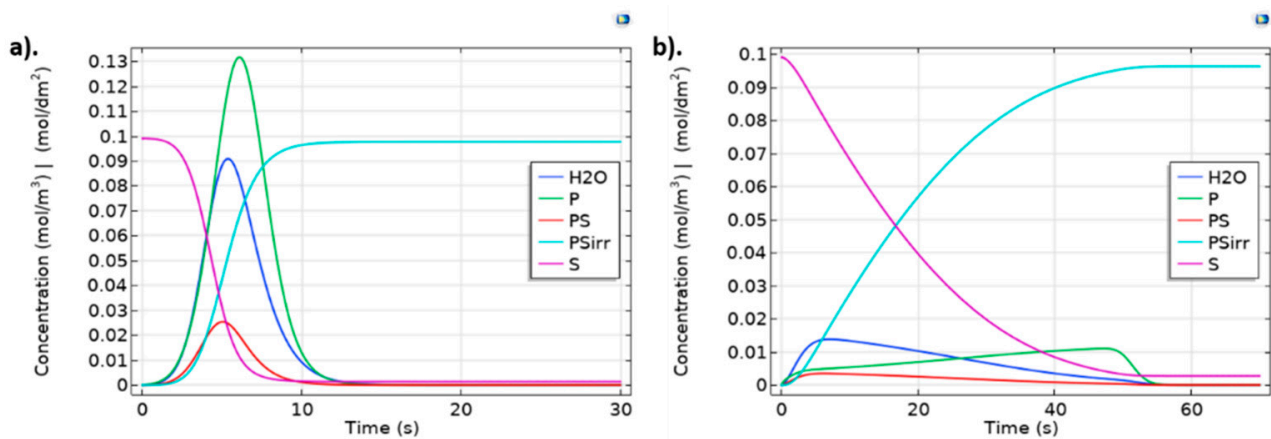 a).
Concentration (mol/m³) | (mol/dm²)
0.13
0.12
0.11
0.1
0.09
0.08
0.07
0.06
0.05
0.04
0.03
0.02
0.01
0
H2O
P
PS
PSirr
S
0
10
20
30
Time (s)
b).
Concentration (mol/m³) | (mol/dm²)
0.1
0.09
0.08
0.07
0.06
0.05
0.04
0.03
0.02
0.01
0
H2O
P
PS
PSirr
S
0
20
40
60
Time (s)